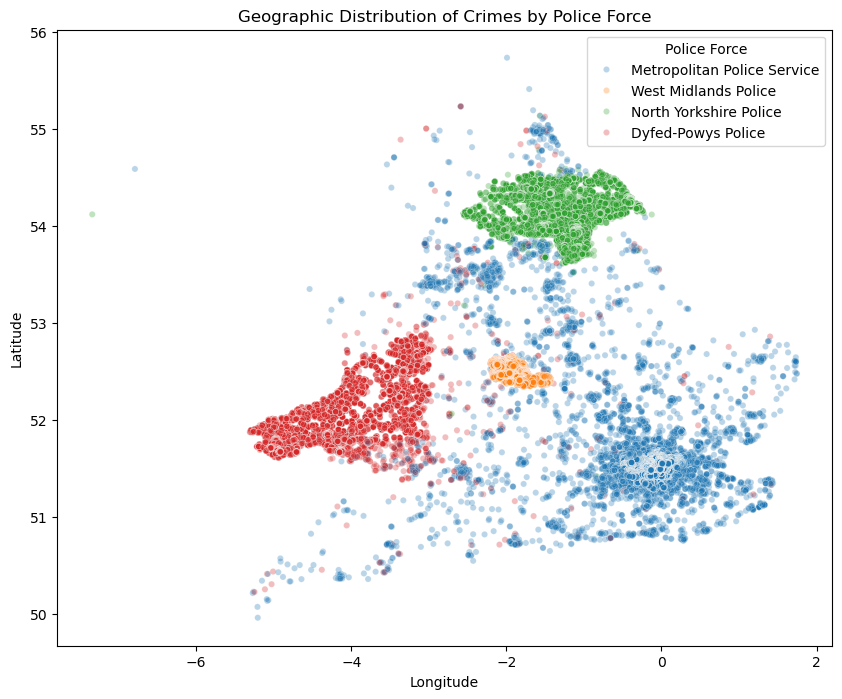 Geographic Distribution of Crimes by Police Force
Police Force
Metropolitan Police Service
West Midlands Police
North Yorkshire Police
Dyfed-Powys Police
56
55
54
53
52
51
50
Latitude
−6
−4
−2
0
2
Longitude